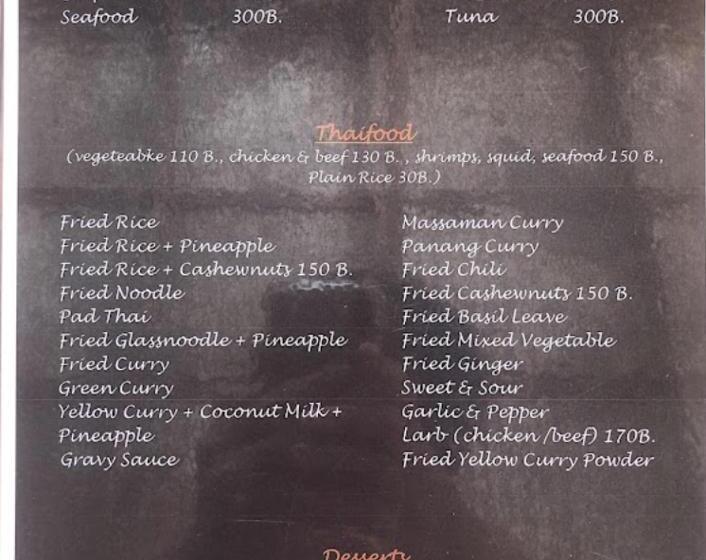 Seafood 300B. Tuna 300B.
Thaifood
(vegeteabke 110 B., chicken & beef 130 B. , shrimps, squid, seafood 150 B.,
Plain Rice 30B.)
Fried Rice
Fried Rice + Pineapple
Fried Rice + Cashewnuts 150 B.
Fried Noodle
Pad Thai
Fried Glassnoodle + Pineapple
Fried Curry
Green Curry
Yellow Curry + Coconut Milk +
Pineapple
Gravy Sauce
Massaman Curry
Panang Curry
Fried Chili
Fried Cashewnuts 150 B.
Fried Basil Leave
Fried Mixed Vegetable
Fried Ginger
Sweet & Sour
Garlic & Pepper
Larb (chicken /beef) 170B.
Fried Yellow Curry Powder
Desserts